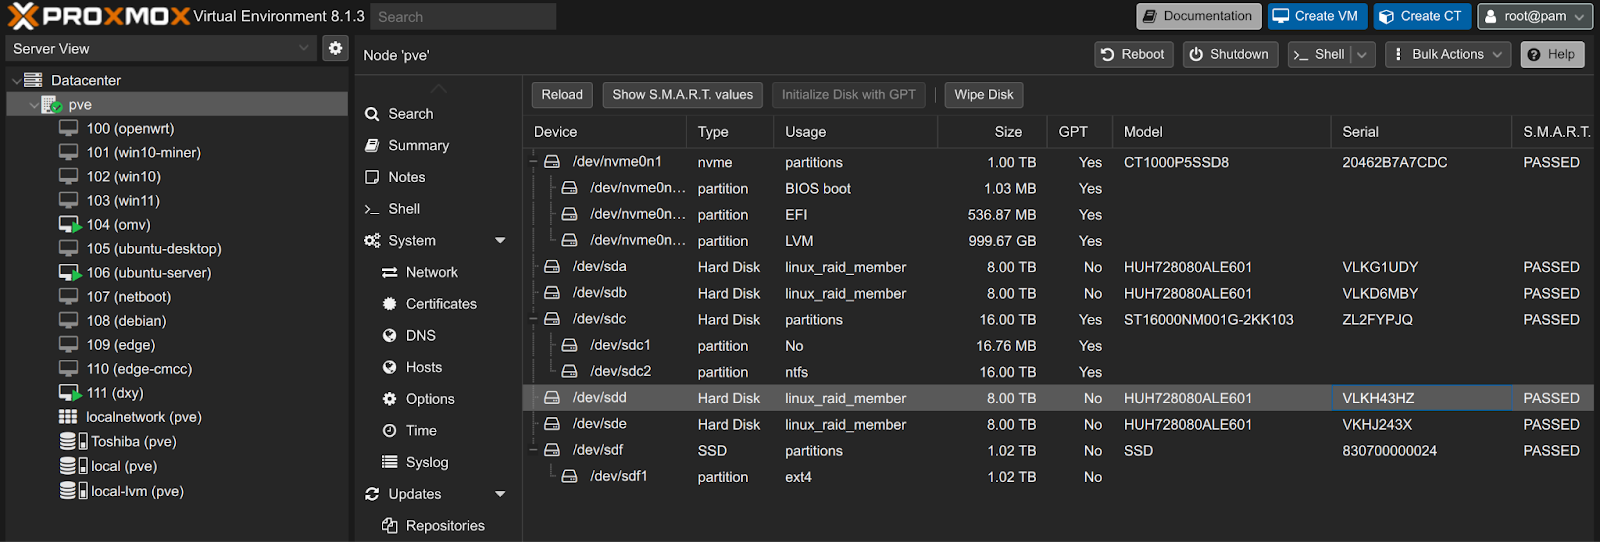 PROXMOX Virtual Environment 8.1.3 Search Documentation Create VM Create CT root@pam
Server View
Datacenter
pve
100 (openwrt)
101 (win10-miner)
102 (win10)
103 (win11)
104 (omv)
105 (ubuntu-desktop)
106 (ubuntu-server)
107 (netboot)
108 (debian)
109 (edge)
110 (edge-cmcc)
111 (dxy)
localnetwork (pve)
Toshiba (pve)
local (pve)
local-lvm (pve)
Node 'pve' Reboot Shutdown Shell Bulk Actions Help
Search
Summary
Notes
Shell
System
Network
Certificates
DNS
Hosts
Options
Time
Syslog
Updates
Repositories
Reload Show S.M.A.R.T. values Initialize Disk with GPT Wipe Disk
Device Type Usage Size GPT Model Serial S.M.A.R.T.
/dev/nvme0n1 nvme partitions 1.00 TB Yes CT1000P5SSD8 20462B7A7CDC PASSED
/dev/nvme0n... partition BIOS boot 1.03 MB Yes
/dev/nvme0n... partition EFI 536.87 MB Yes
/dev/nvme0n... partition LVM 999.67 GB Yes
/dev/sda Hard Disk linux_raid_member 8.00 TB No HUH728080ALE601 VLKG1UDY PASSED
/dev/sdb Hard Disk linux_raid_member 8.00 TB No HUH728080ALE601 VLKD6MBY PASSED
/dev/sdc Hard Disk partitions 16.00 TB Yes ST16000NM001G-2KK103 ZL2FYPJQ PASSED
/dev/sdc1 partition No 16.76 MB Yes
/dev/sdc2 partition ntfs 16.00 TB Yes
/dev/sdd Hard Disk linux_raid_member 8.00 TB No HUH728080ALE601 VLKH43HZ PASSED
/dev/sde Hard Disk linux_raid_member 8.00 TB No HUH728080ALE601 VKHJ243X PASSED
/dev/sdf SSD partitions 1.02 TB No SSD 830700000024 PASSED
/dev/sdf1 partition ext4 1.02 TB No